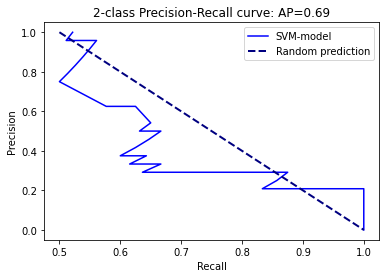 2-class Precision-Recall curve: AP=0.69
SVM-model
Random prediction
Precision
1.0
0.8
0.6
0.4
0.2
0.0
0.5 0.6 0.7 0.8 0.9 1.0
Recall